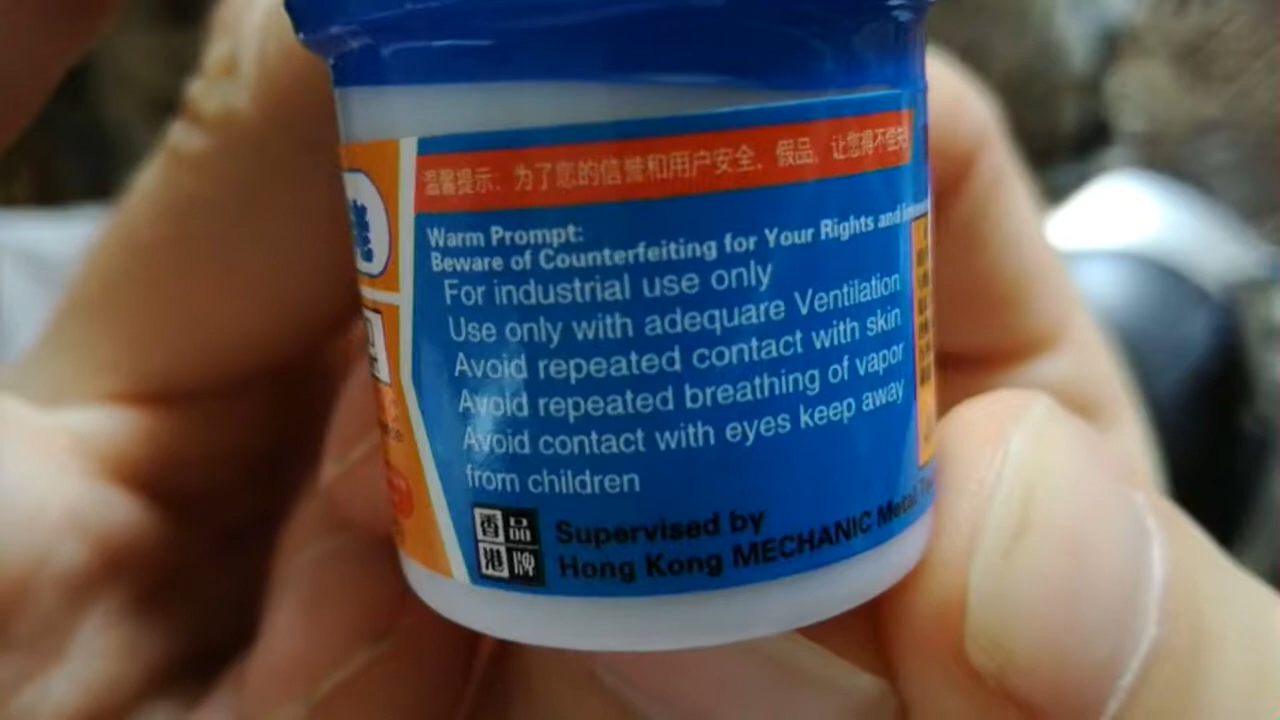 温馨提示：为了您的信誉和用户安全。假品，让您得不偿失
Warm Prompt:
Beware of Counterfeiting for Your Rights and
For industrial use only
Use only with adequare Ventilation
Avoid repeated contact with skin
Avoid repeated breathing of vapor
Avoid contact with eyes keep away
from children
香品
港牌
Supervised by
Hong Kong MECHANIC Metal